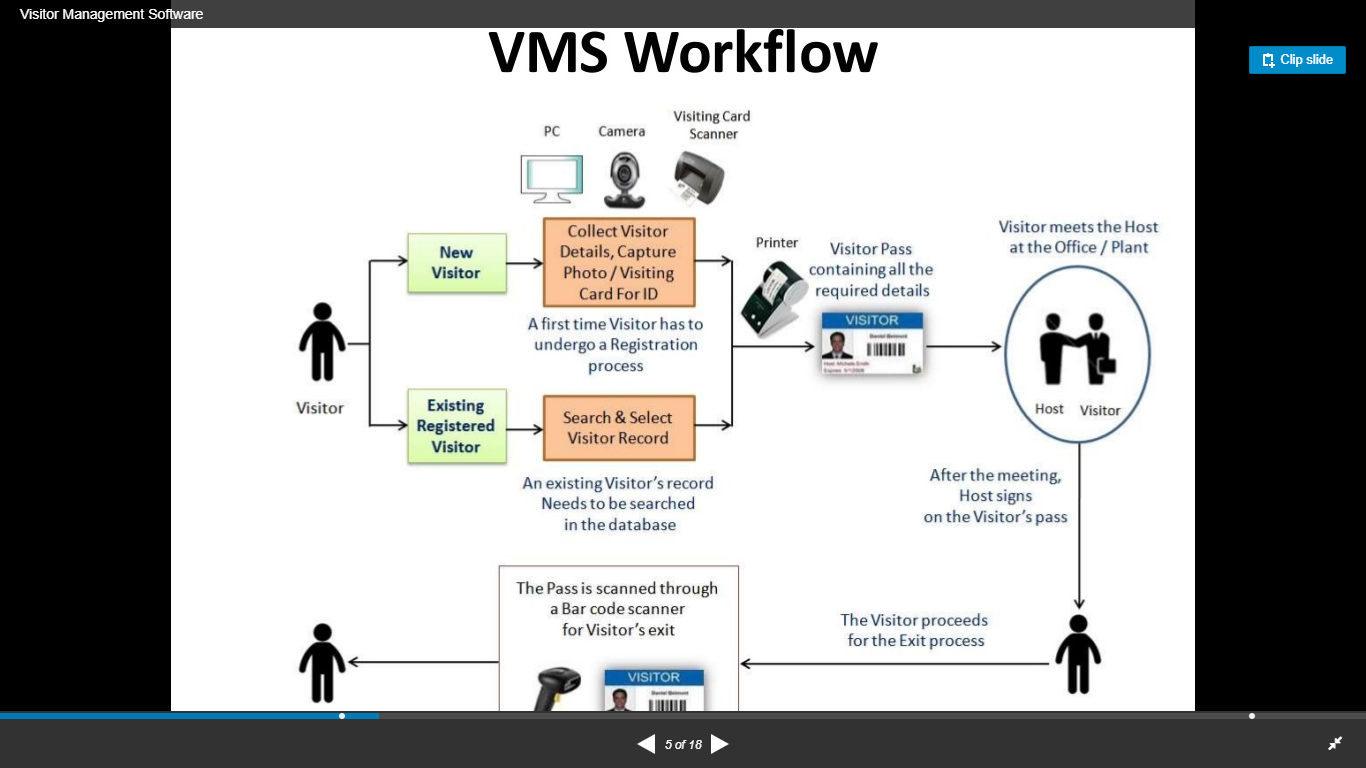 Visitor Management Software
VMS Workflow
Clip slide
PC
Camera
Visiting Card
Scanner
New
Visitor
Collect Visitor
Details, Capture
Photo / Visiting
Card For ID
A first time Visitor has to
undergo a Registration
process
Visitor
Existing
Registered
Visitor
Search & Select
Visitor Record
An existing Visitor's record
Needs to be searched
in the database
Printer
Visitor Pass
containing all the
required details
VISITOR
Daniel Belmont
Visitor meets the Host
at the Office / Plant
Host
Visitor
After the meeting,
Host signs
on the Visitor's pass
The Visitor proceeds
for the Exit process
The Pass is scanned through
a Bar code scanner
for Visitor's exit
VISITOR
Daniel Belmont
5 of 18